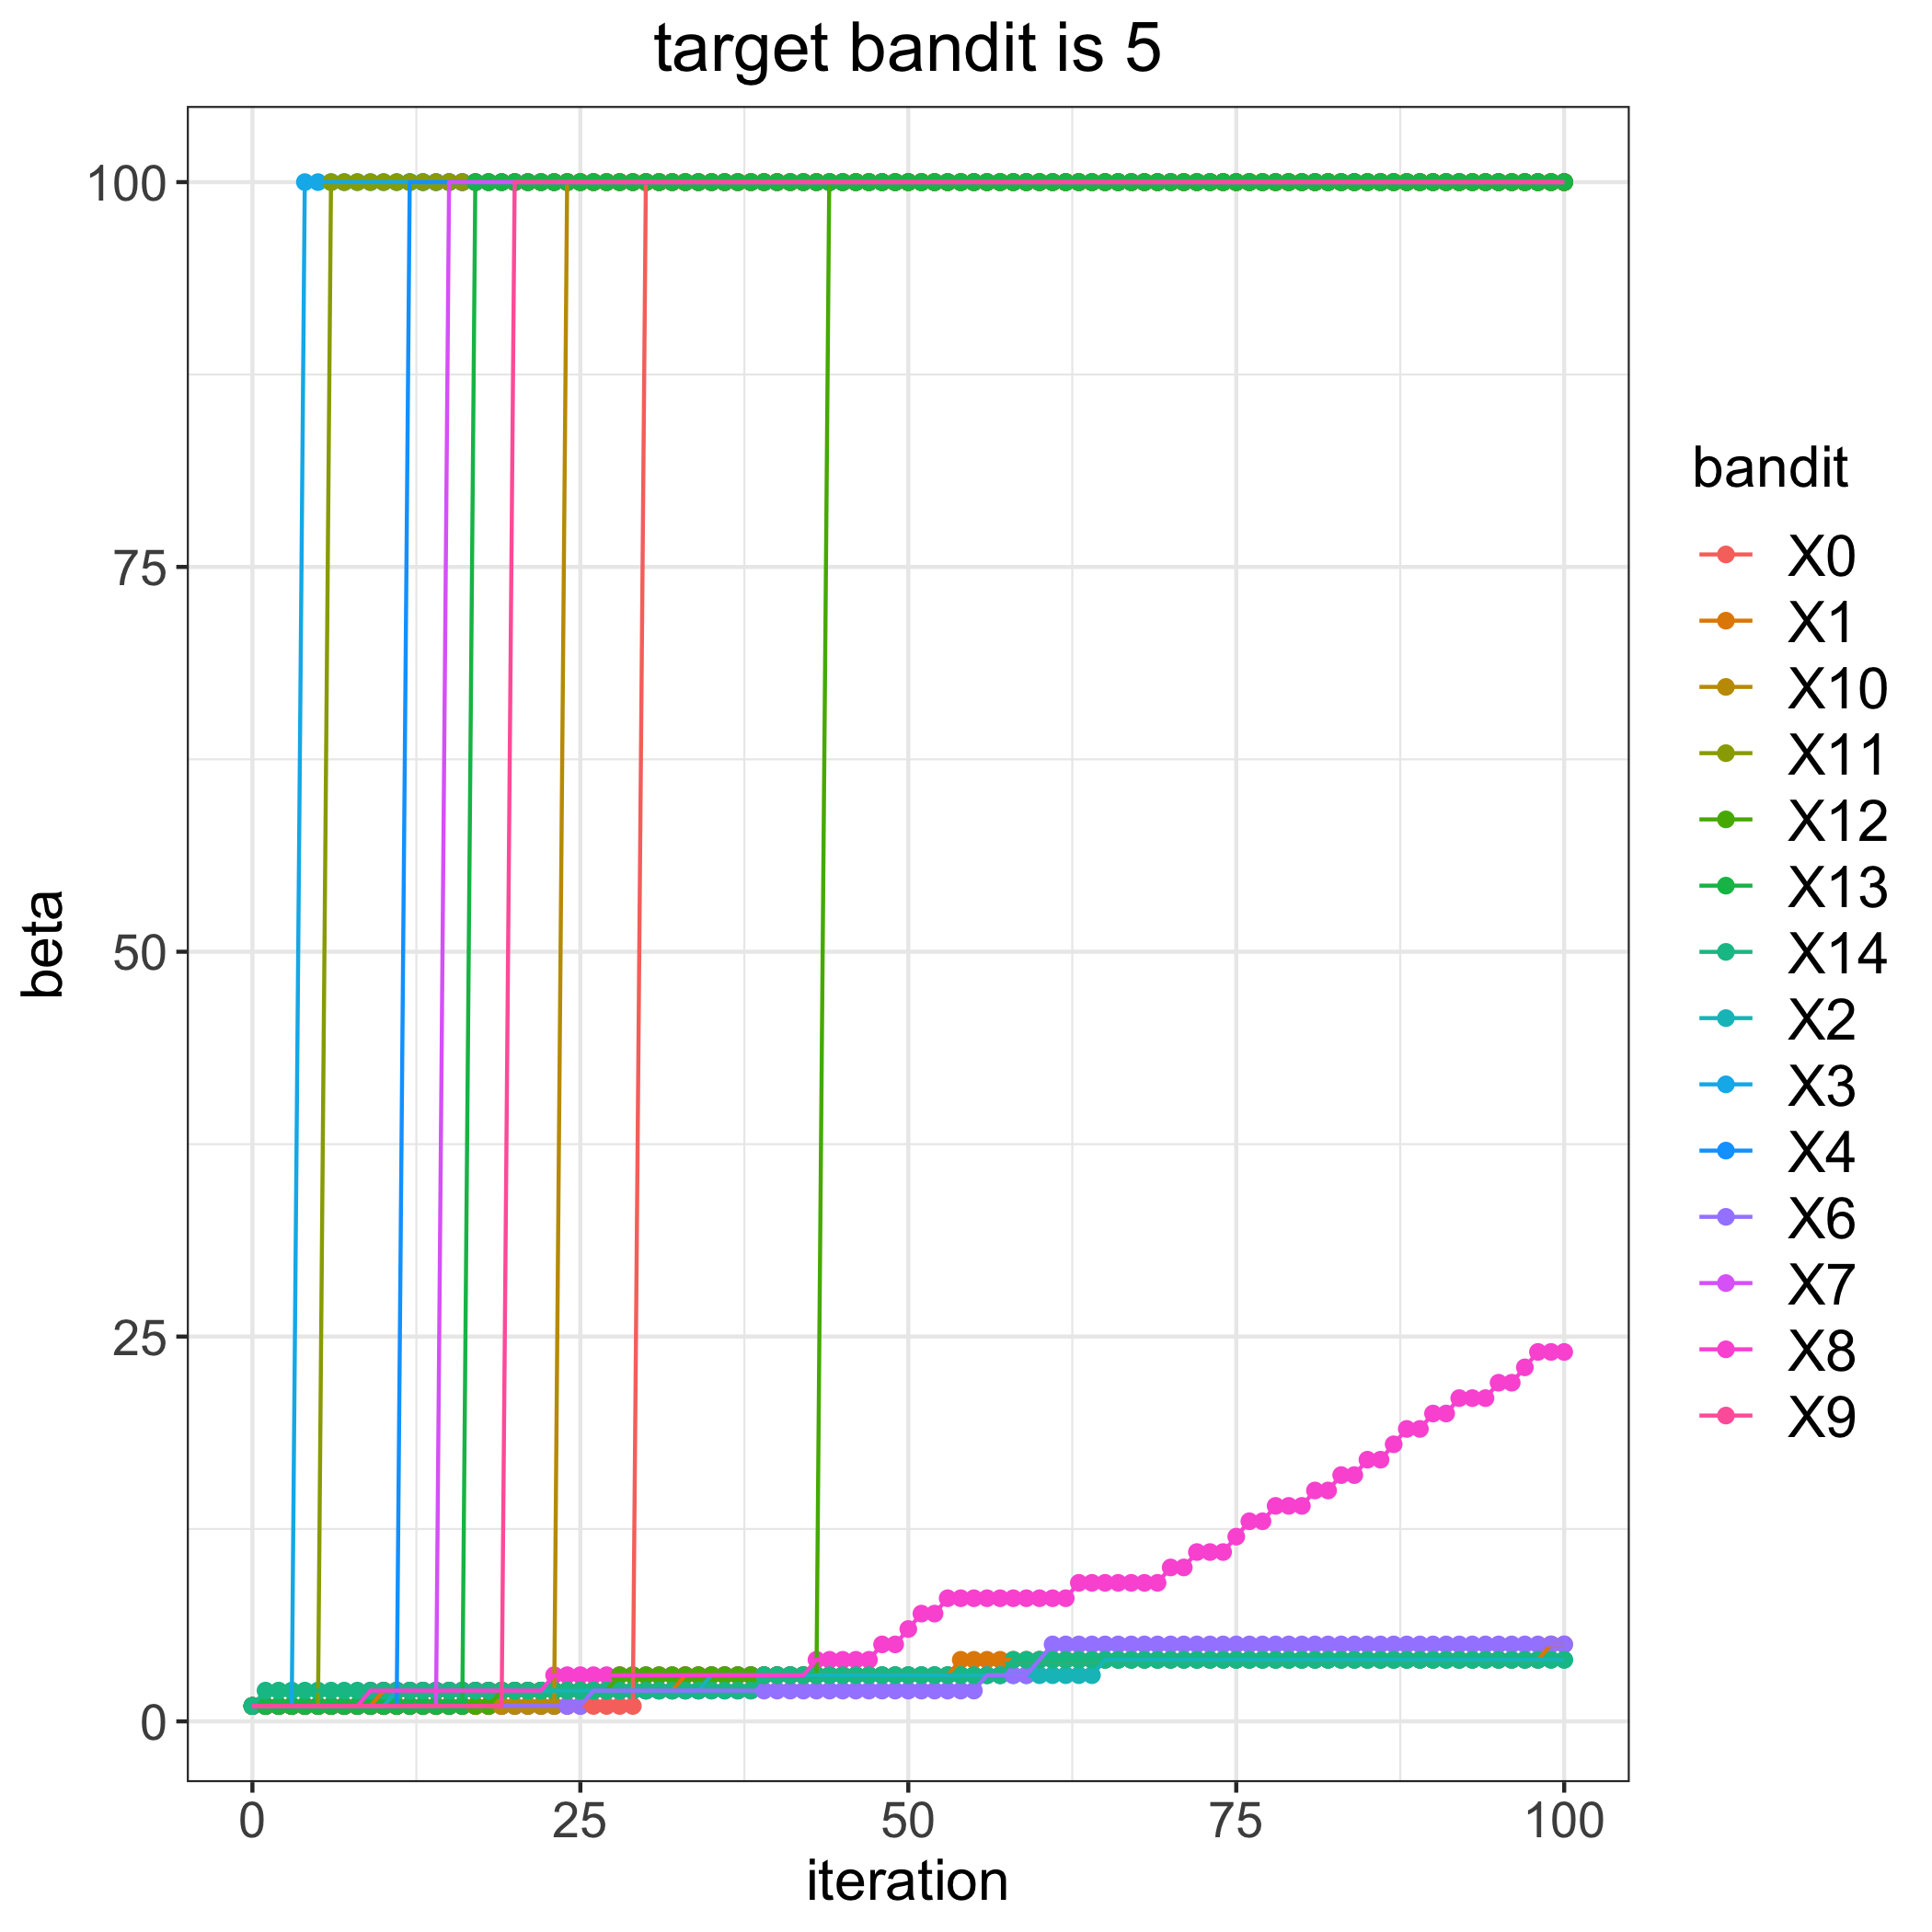 target bandit is 5
100
75
50
25
0
beta
0 25 50 75 100
iteration
bandit
X0
X1
X10
X11
X12
X13
X14
X2
X3
X4
X6
X7
X8
X9